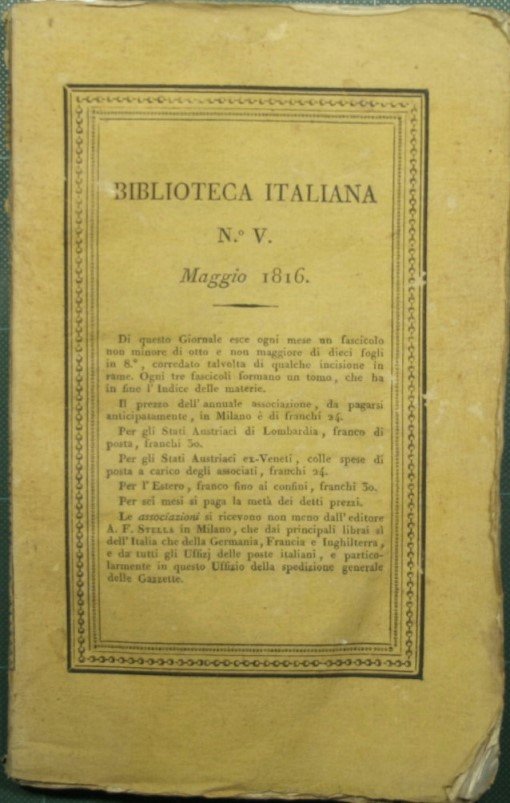 BIBLIOTECA ITALIANA
N.º V.
Maggio 1816.
Di questo Giornale esce ogni mese un fascicolo
non minore di otto e non maggiore di dieci fogli
in 8.º, corredato talvolta di qualche incisione in
rame. Ogni tre fascicoli formano un tomo, che ha
in fine l'Indice delle materie.
Il prezzo dell'annuale associazione, da pagarsi
anticipatamente, in Milano è di franchi 24.
Per gli Stati Austriaci di Lombardia, franco di
posta, franchi 30.
Per gli Stati Austriaci ex-Veneti, colle spese di
posta a carico degli associati, franchi 24.
Per l'Estero, franco fino ai confini, franchi 30.
Per sei mesi si paga la metà dei detti prezzi.
Le associazioni si ricevono non meno dall'editore
A. F. STELLA in Milano, che dai principali librai sì
dell'Italia che della Germania, Francia e Inghilterra,
e da tutti gli Uffizj delle poste italiani, e partico-
larmente in questo Uffizio della spedizione generale
delle Gazzette.